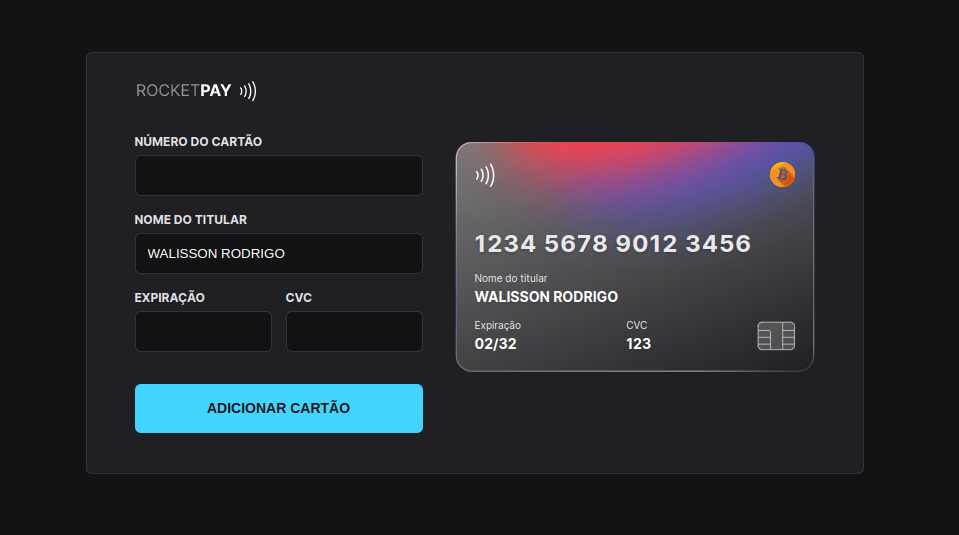 ROCKETPAY
NÚMERO DO CARTÃO
NOME DO TITULAR
WALISSON RODRIGO
EXPIRAÇÃO CVC
ADICIONAR CARTÃO
1234 5678 9012 3456
Nome do titular
WALISSON RODRIGO
Expiração CVC
02/32 123